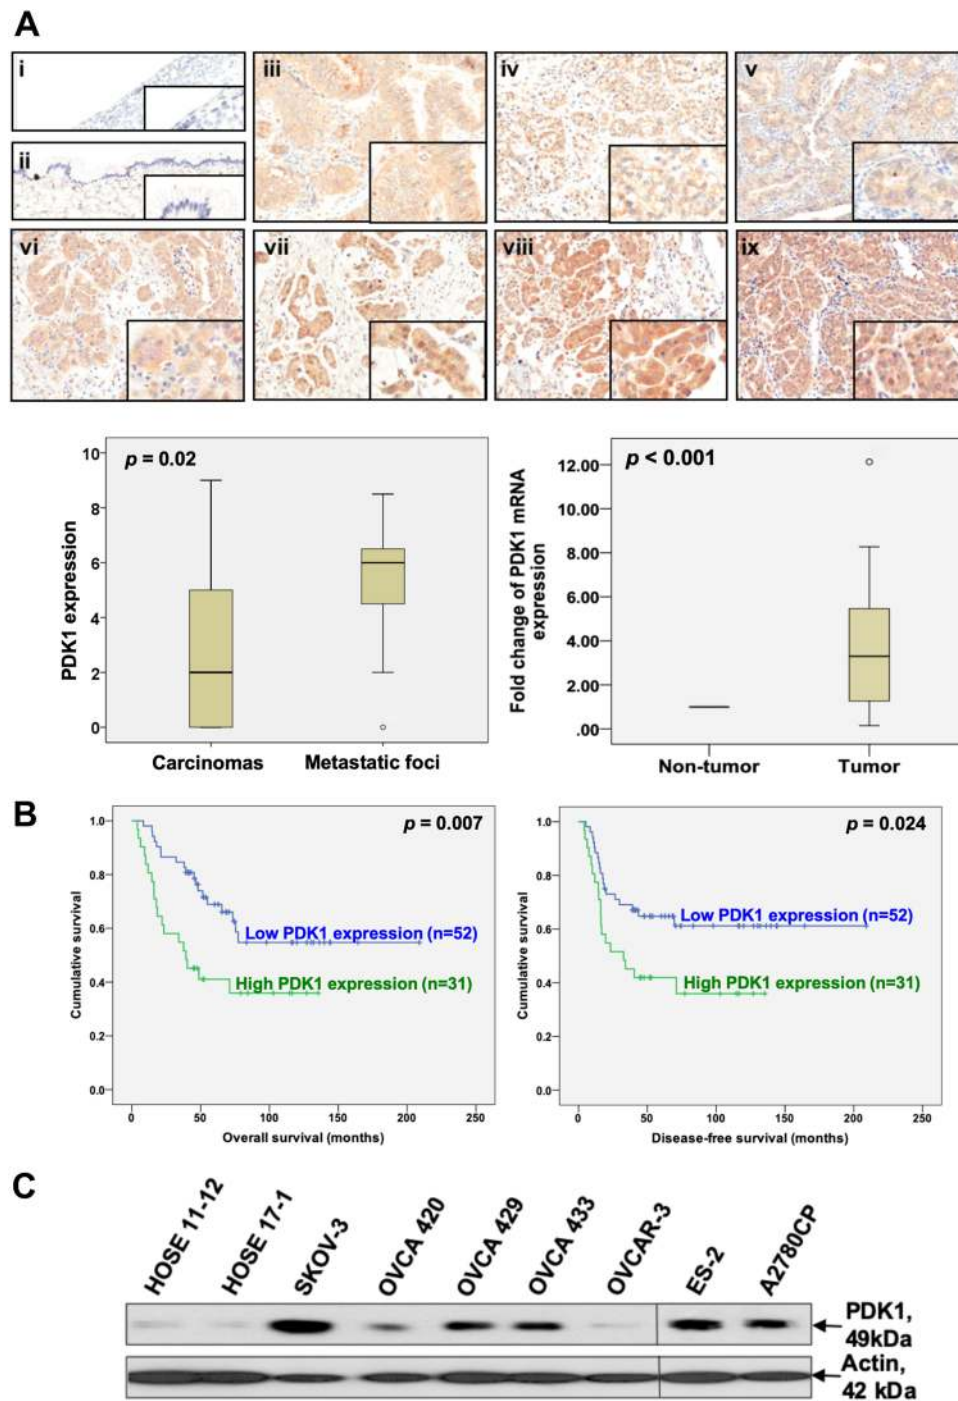 A
i
ii
iii
iv
v
vi
vii
viii
ix
p = 0.02
PDK1 expression
10
8
6
4
2
0
Carcinomas
Metastatic foci
p < 0.001
Fold change of PDK1 mRNA
expression
12.00
10.00
8.00
6.00
4.00
2.00
.00
Non-tumor
Tumor
B
p = 0.007
Cumulative survival
1.0
0.8
0.6
0.4
0.2
0.0
Low PDK1 expression (n=52)
High PDK1 expression (n=31)
0 50 100 150 200 250
Overall survival (months)
p = 0.024
Cumulative survival
1.0
0.8
0.6
0.4
0.2
0.0
Low PDK1 expression (n=52)
High PDK1 expression (n=31)
0 50 100 150 200 250
Disease-free survival (months)
C
HOSE 11-12
HOSE 17-1
SKOV-3
OVCA 420
OVCA 429
OVCA 433
OVCAR-3
ES-2
A2780CP
PDK1,
49kDa
Actin,
42 kDa